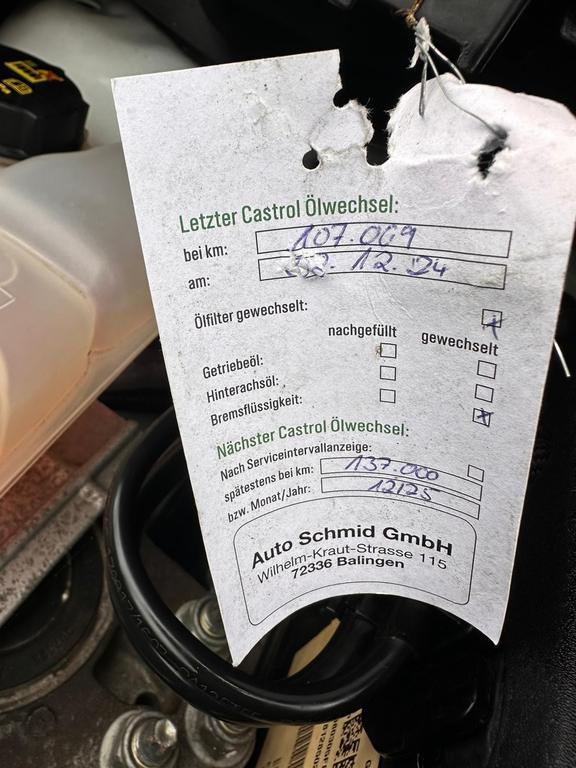 Letzter Castrol Ölwechsel:
bei km: 107.009
am: 12.24
Ölfilter gewechselt:
nachgefüllt gewechselt
Getriebeöl:
Hinterachsöl:
Bremsflüssigkeit:
Nächster Castrol Ölwechsel:
Nach Serviceintervallanzeige:
spätestens bei km: 137.000
bzw. Monat/Jahr: 12/25
Auto Schmid GmbH
Wilhelm-Kraut-Strasse 115
72336 Balingen